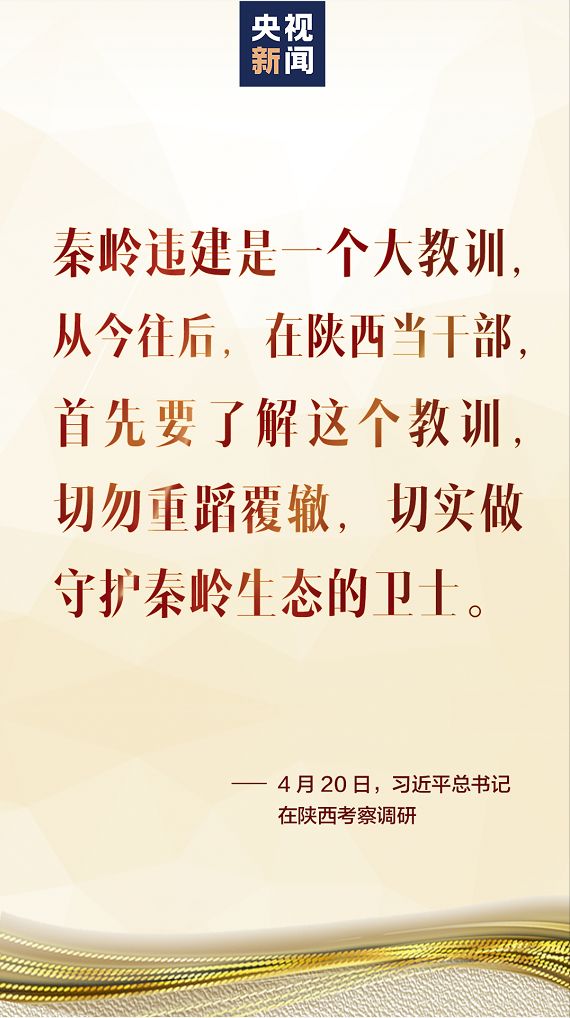 央视
新闻
秦岭违建是一个大教训，
从今往后，在陕西当干部，
首先要了解这个教训，
切勿重蹈覆辙，切实做
守护秦岭生态的卫士。
—— 4月20日，习近平总书记
在陕西考察调研